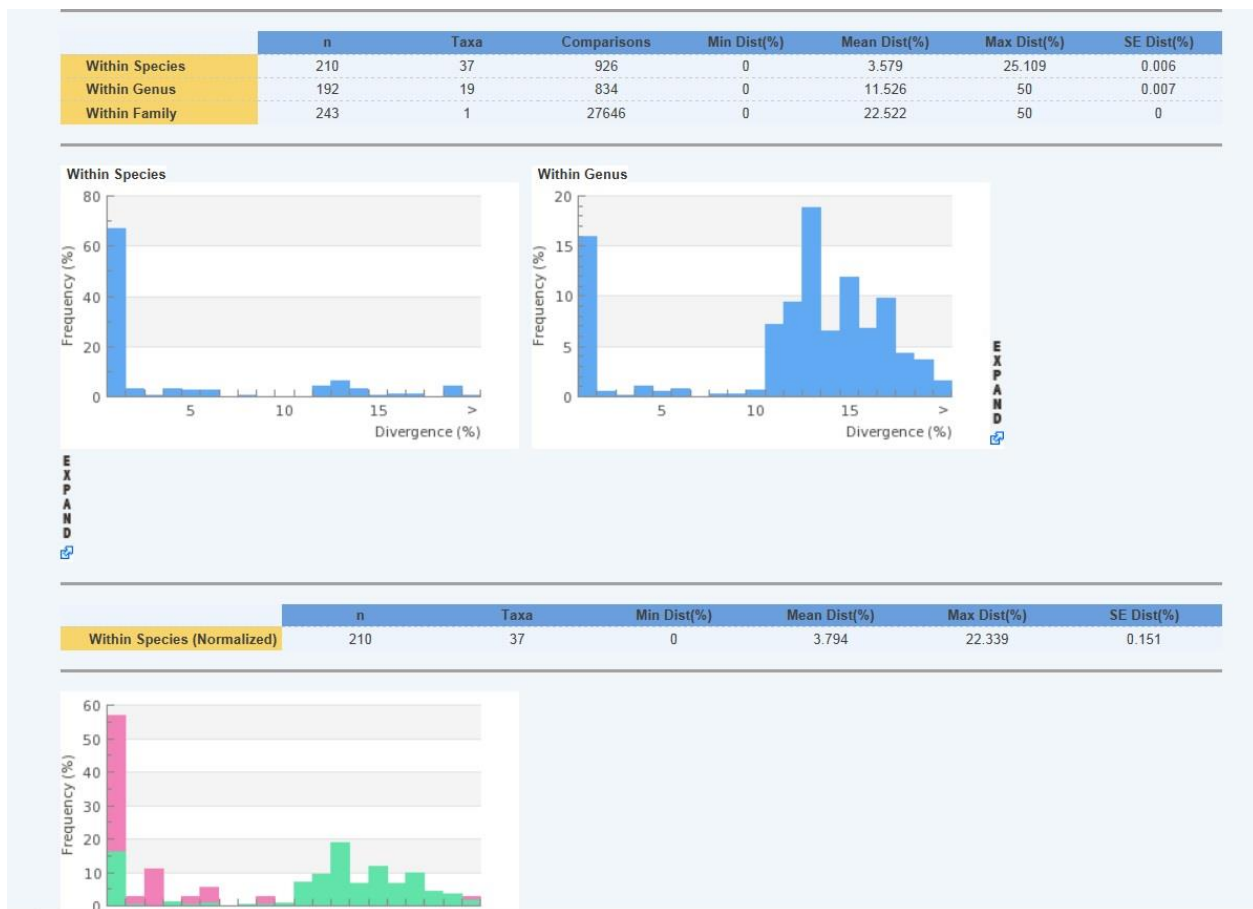 n Taxa Comparisons Min Dist(%) Mean Dist(%) Max Dist(%) SE Dist(%)
Within Species 210 37 926 0 3.579 25.109 0.006
Within Genus 192 19 834 0 11.526 50 0.007
Within Family 243 1 27646 0 22.522 50 0
Within Species
80
60
40
20
0
Frequency (%)
5 10 15 >
Divergence (%)
Within Genus
20
15
10
5
0
Frequency (%)
5 10 15 >
Divergence (%)
EXPAND
EXPAND
n Taxa Min Dist(%) Mean Dist(%) Max Dist(%) SE Dist(%)
Within Species (Normalized) 210 37 0 3.794 22.339 0.151
60
50
40
30
20
10
0
Frequency (%)